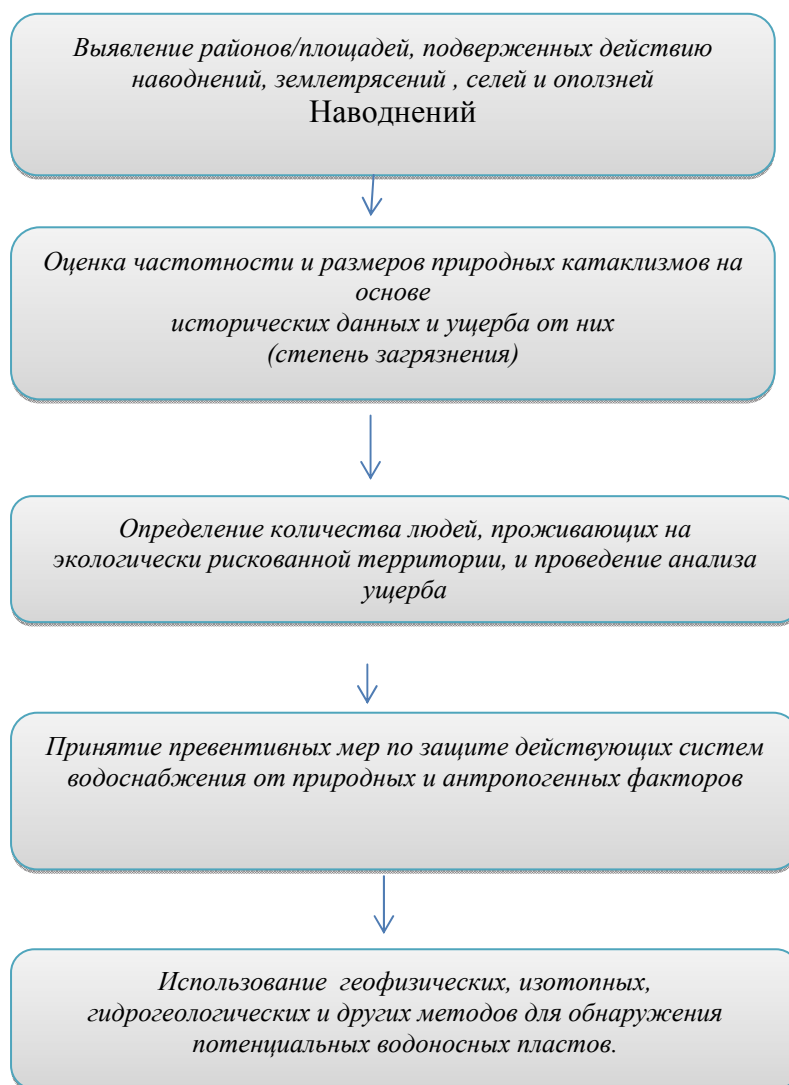 Выявление районов/площадей, подверженных действию
наводнений, землетрясений , селей и оползней
Наводнений
Оценка частотности и размеров природных катаклизмов на
основе
исторических данных и ущерба от них
(степень загрязнения)
Определение количества людей, проживающих на
экологически рискованной территории, и проведение анализа
ущерба
Принятие превентивных мер по защите действующих систем
водоснабжения от природных и антропогенных факторов
Использование геофизических, изотопных,
гидрогеологических и других методов для обнаружения
потенциальных водоносных пластов.